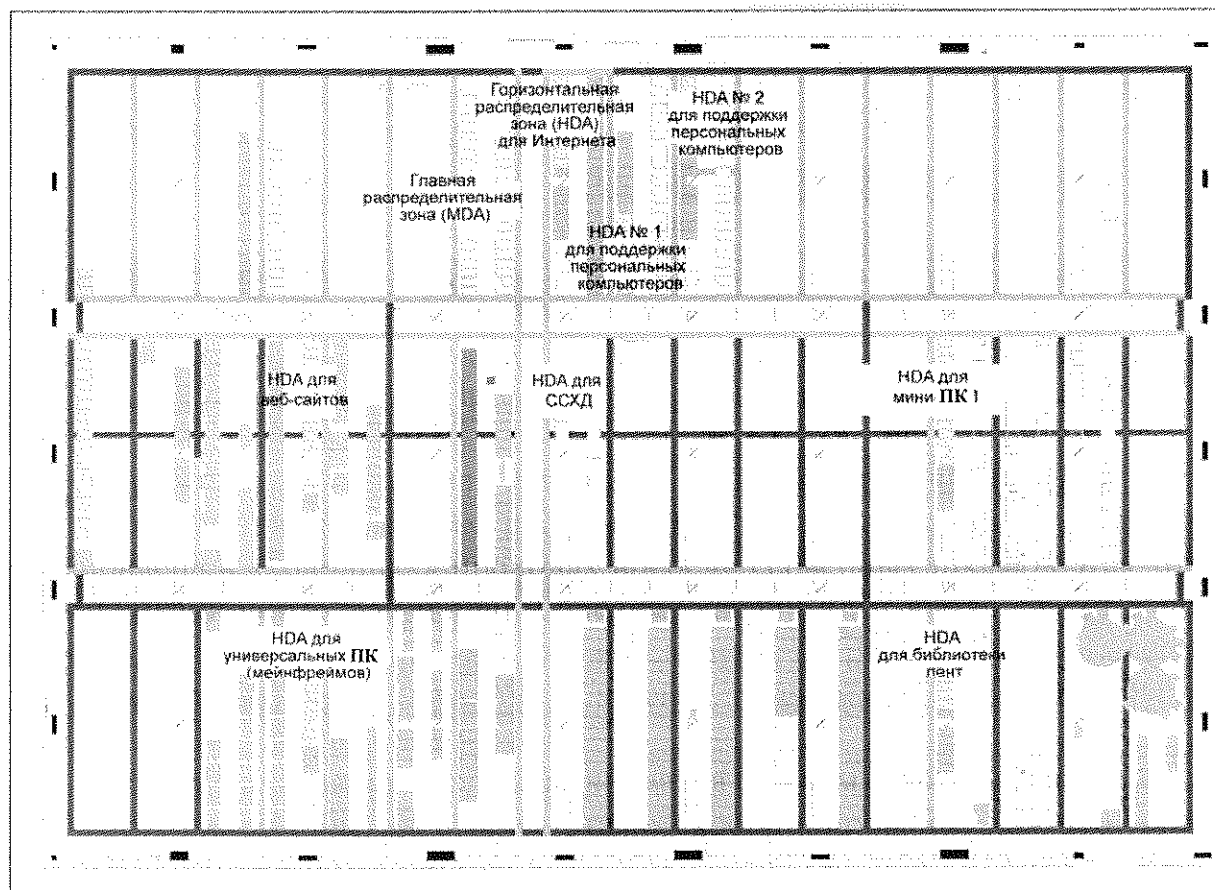 Горизонтальная
распределительная
зона (HDA)
для Интернета
HDA № 2
для поддержки
персональных
компьютеров
Главная
распределительная
зона (MDA)
HDA № 1
для поддержки
персональных
компьютеров
HDA для
веб-сайтов
HDA для
ССХД
HDA для
мини ПК I
HDA для
универсальных ПК
(мейнфреймов)
HDA
для библиотеки
лент